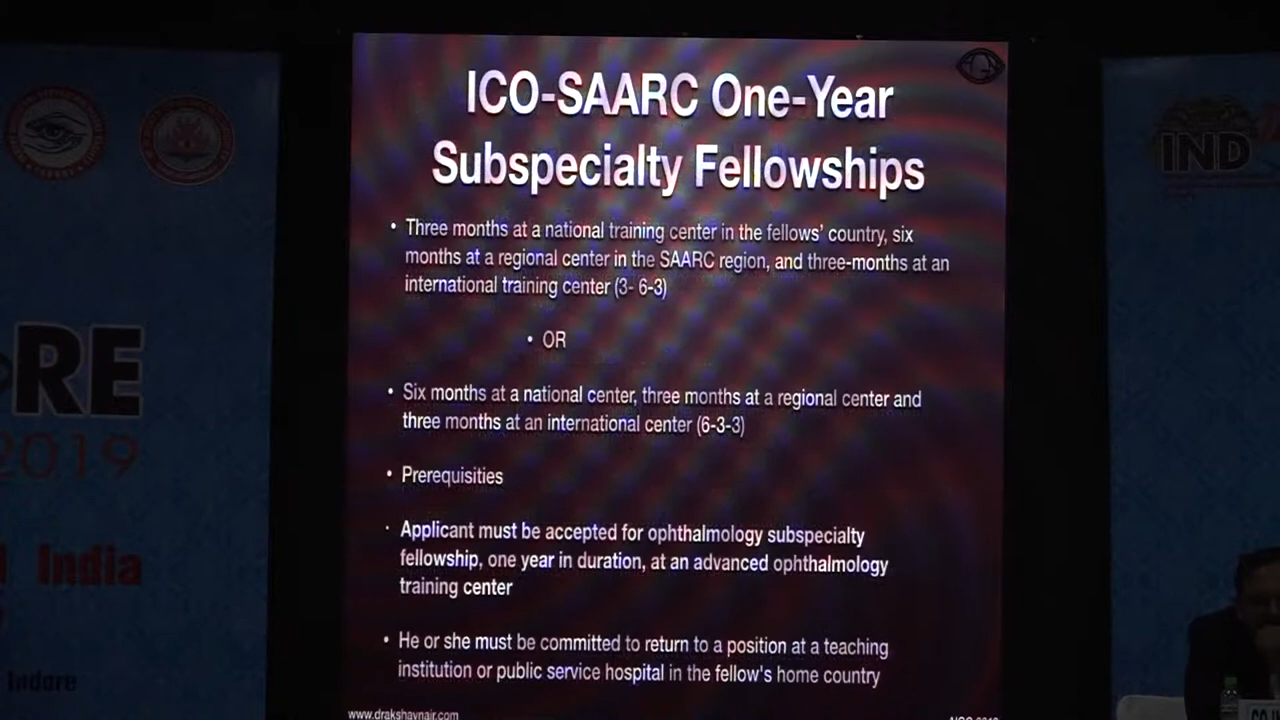 ICO-SAARC One-Year
Subspecialty Fellowships
• Three months at a national training center in the fellows' country, six
months at a regional center in the SAARC region, and three-months at an
international training center (3- 6-3)
• OR
• Six months at a national center, three months at a regional center and
three months at an international center (6-3-3)
• Prerequisities
· Applicant must be accepted for ophthalmology subspecialty
fellowship, one year in duration, at an advanced ophthalmology
training center
• He or she must be committed to return to a position at a teaching
institution or public service hospital in the fellow's home country
www.drakshaynair.com
RE
2019
India
Indore
IND